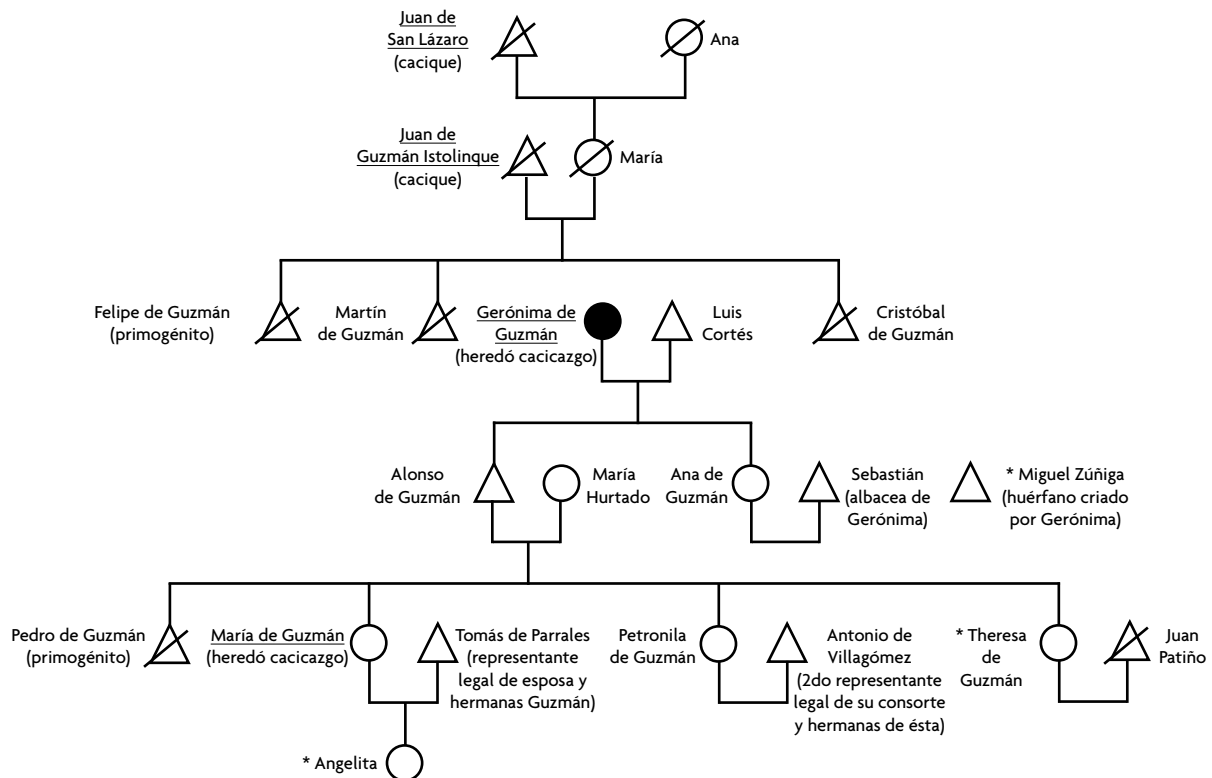 Juan de
San Lázaro
(cacique)
Ana
Juan de
Guzmán Istolinque
(cacique)
María
Felipe de Guzmán
(primogénito)
Martín
de Guzmán
Gerónima de
Guzmán
(heredó cacicazgo)
Luis
Cortés
Cristóbal
de Guzmán
Alonso
de Guzmán
María
Hurtado
Ana de
Guzmán
Sebastián
(albacea de
Gerónima)
* Miguel Zúñiga
(huérfano criado
por Gerónima)
Pedro de Guzmán
(primogénito)
María de Guzmán
(heredó cacicazgo)
Tomás de Parrales
(representante
legal de esposa y
hermanas Guzmán)
Petronila
de Guzmán
Antonio de
Villagómez
(2do representante
legal de su consorte
y hermanas de ésta)
* Theresa
de
Guzmán
Juan
Patiño
* Angelita